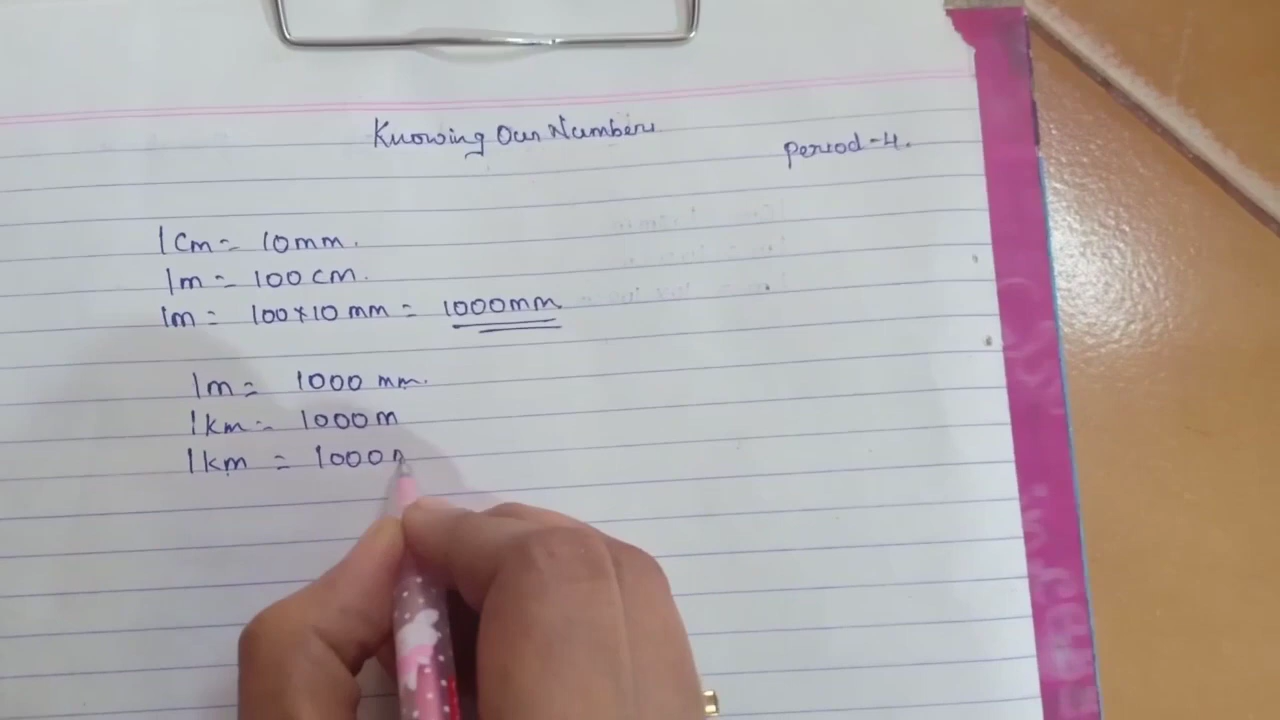 Knowing Our Numbers
Period-4.
1cm = 10mm.
1m = 100cm.
1m = 100×10 mm = 1000mm
1m = 1000 mm.
1km = 1000m
1km = 1000